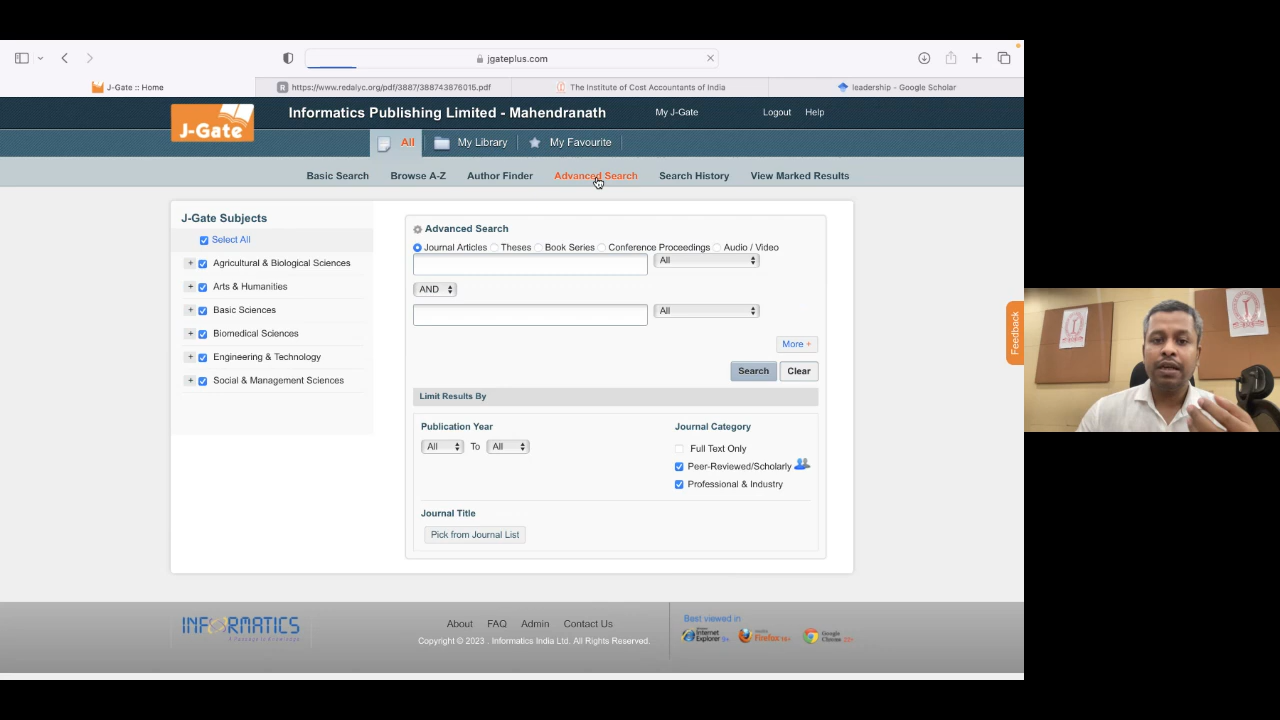 jgateplus.com
J-Gate :: Home
https://www.redalyc.org/pdf/3887/388743876015.pdf
The Institute of Cost Accountants of India
leadership - Google Scholar
J-Gate
Informatics Publishing Limited - Mahendranath
My J-Gate
Logout
Help
All
My Library
My Favourite
Basic Search
Browse A-Z
Author Finder
Advanced Search
Search History
View Marked Results
J-Gate Subjects
Select All
Agricultural & Biological Sciences
Arts & Humanities
Basic Sciences
Biomedical Sciences
Engineering & Technology
Social & Management Sciences
Advanced Search
Journal Articles Theses Book Series Conference Proceedings Audio / Video
All
AND
All
More +
Search
Clear
Limit Results By
Publication Year
All To All
Journal Category
Full Text Only
Peer-Reviewed/Scholarly
Professional & Industry
Journal Title
Pick from Journal List
Feedback
INFORMATICS
About FAQ Admin Contact Us
Copyright © 2023 . Informatics India Ltd. All Rights Reserved.
Best viewed in
Internet Explorer
Firefox
Google Chrome